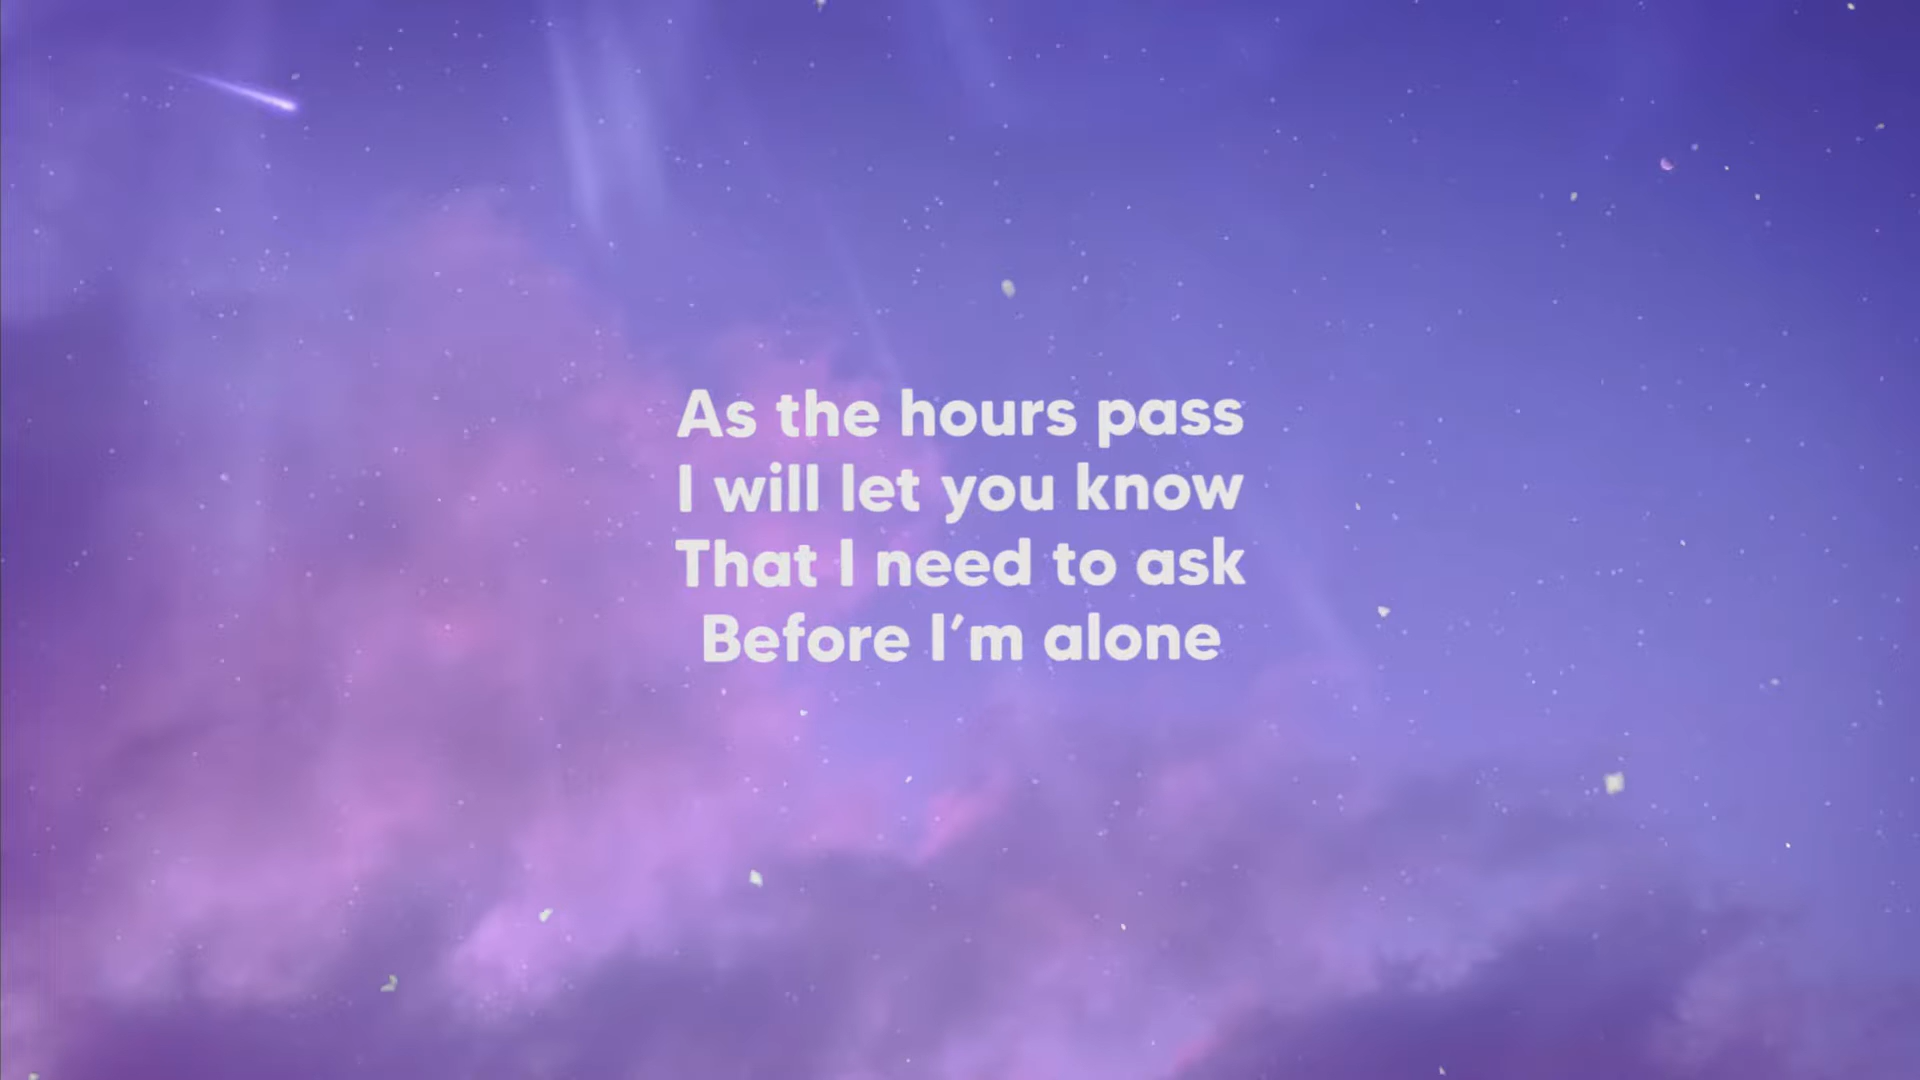 As the hours pass
I will let you know
That I need to ask
Before I’m alone